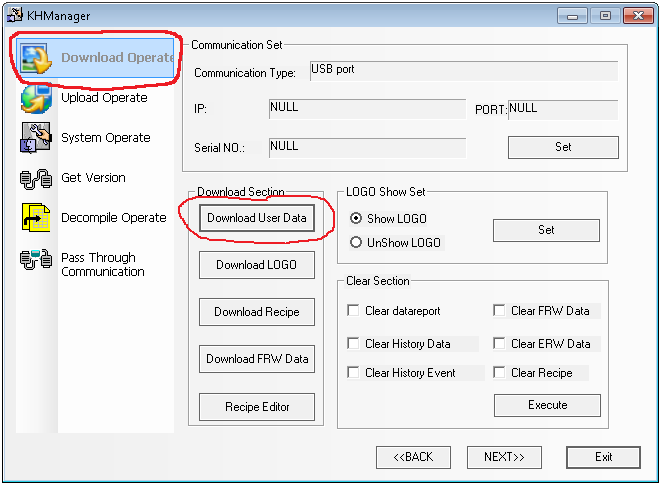 KHManager
Download Operate
Upload Operate
System Operate
Get Version
Decompile Operate
Pass Through
Communication
Communication Set
Communication Type: USB port
IP: NULL PORT: NULL
Serial NO.: NULL Set
Download Section
Download User Data
Download LOGO
Download Recipe
Download FRW Data
Recipe Editor
LOGO Show Set
Show LOGO
UnShow LOGO
Set
Clear Section
Clear datareport Clear FRW Data
Clear History Data Clear ERW Data
Clear History Event Clear Recipe
Execute
<<BACK NEXT>> Exit